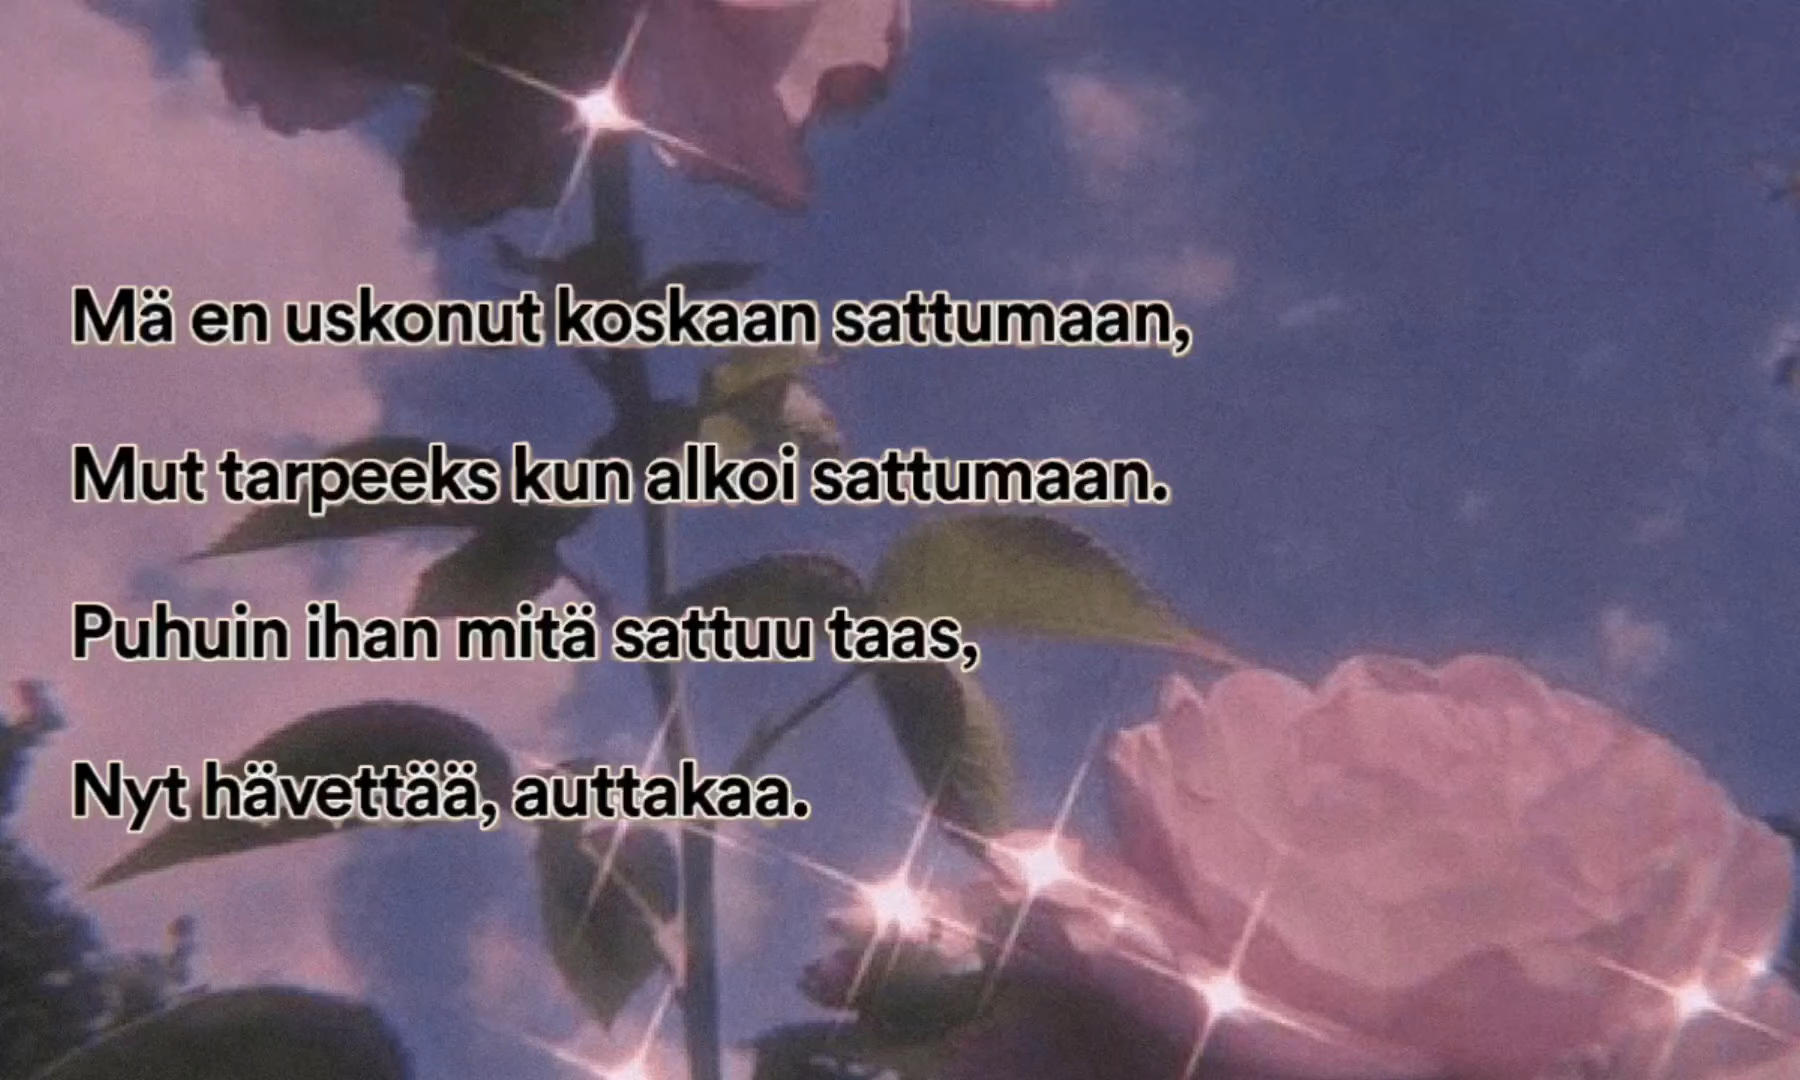 Mä en uskonut koskaan sattumaan,
Mut tarpeeks kun alkoi sattumaan.
Puhuin ihan mitä sattuu taas,
Nyt hävettää, auttakaa.